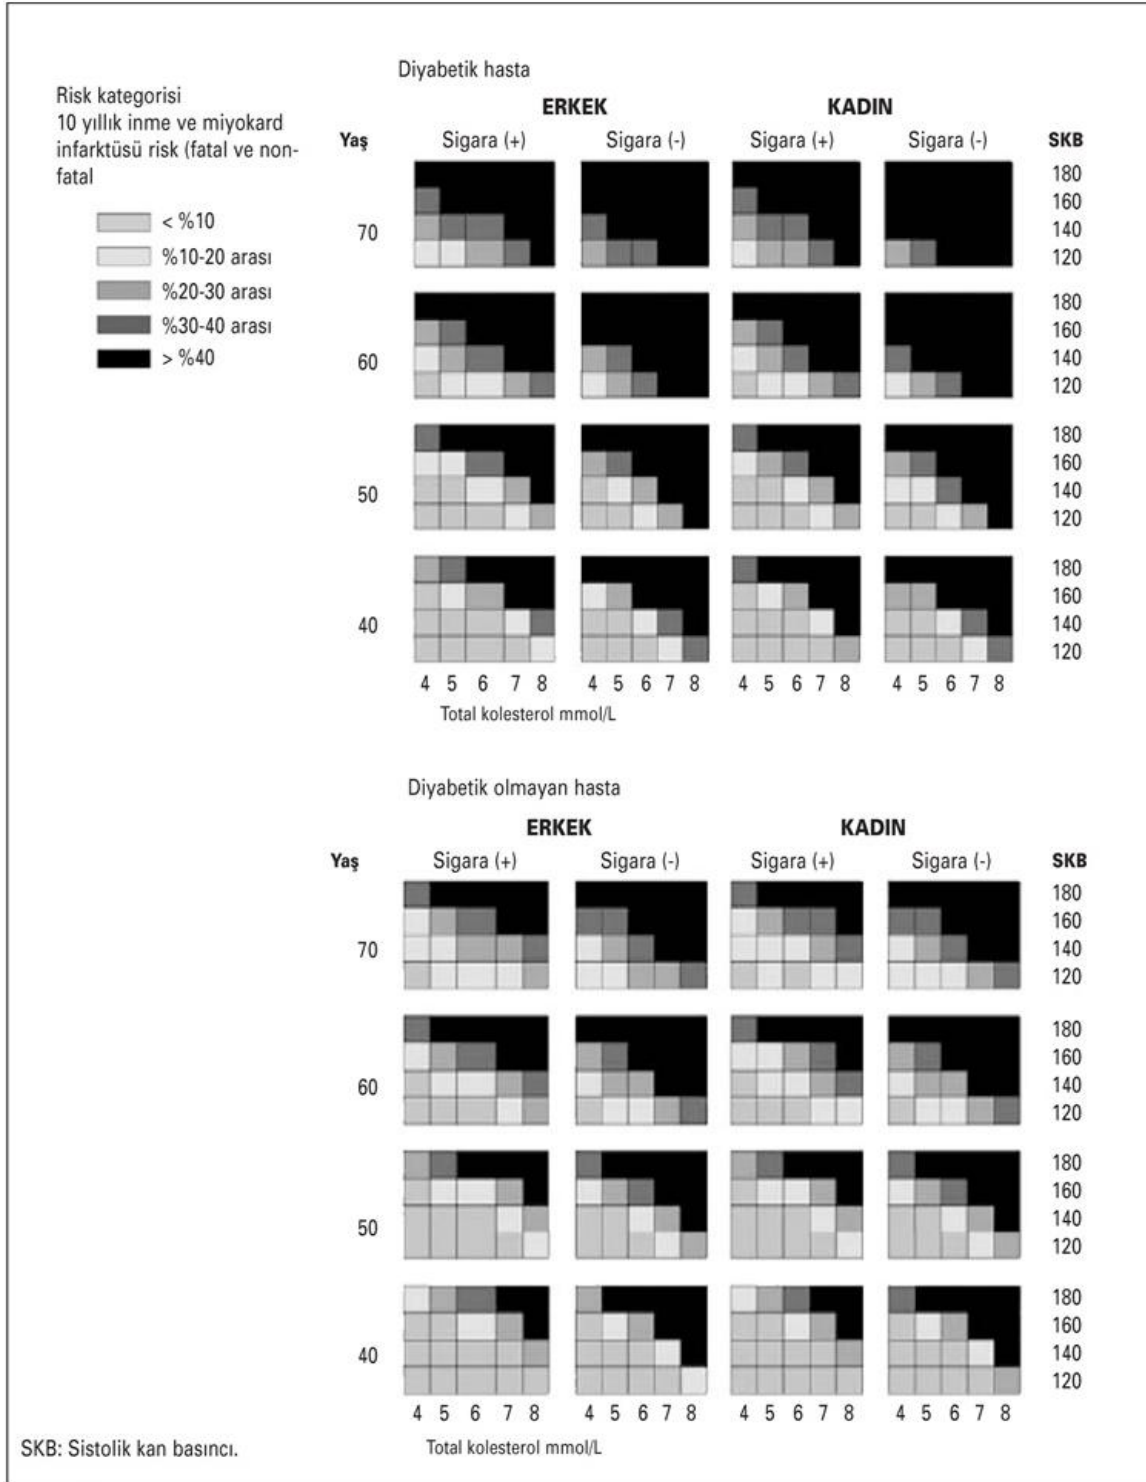 Diyabetik hasta
Risk kategorisi
10 yıllık inme ve miyokard
infarktüsü risk (fatal ve non-
fatal
< %10
%10-20 arası
%20-30 arası
%30-40 arası
> %40
ERKEK KADIN
Yaş Sigara (+) Sigara (-) Sigara (+) Sigara (-) SKB
180
160
70 140
120
180
160
60 140
120
180
160
50 140
120
180
160
40 140
120
4 5 6 7 8 4 5 6 7 8 4 5 6 7 8 4 5 6 7 8
Total kolesterol mmol/L
Diyabetik olmayan hasta
ERKEK KADIN
Yaş Sigara (+) Sigara (-) Sigara (+) Sigara (-) SKB
180
160
70 140
120
180
160
60 140
120
180
160
50 140
120
180
160
40 140
120
4 5 6 7 8 4 5 6 7 8 4 5 6 7 8 4 5 6 7 8
SKB: Sistolik kan basıncı. Total kolesterol mmol/L